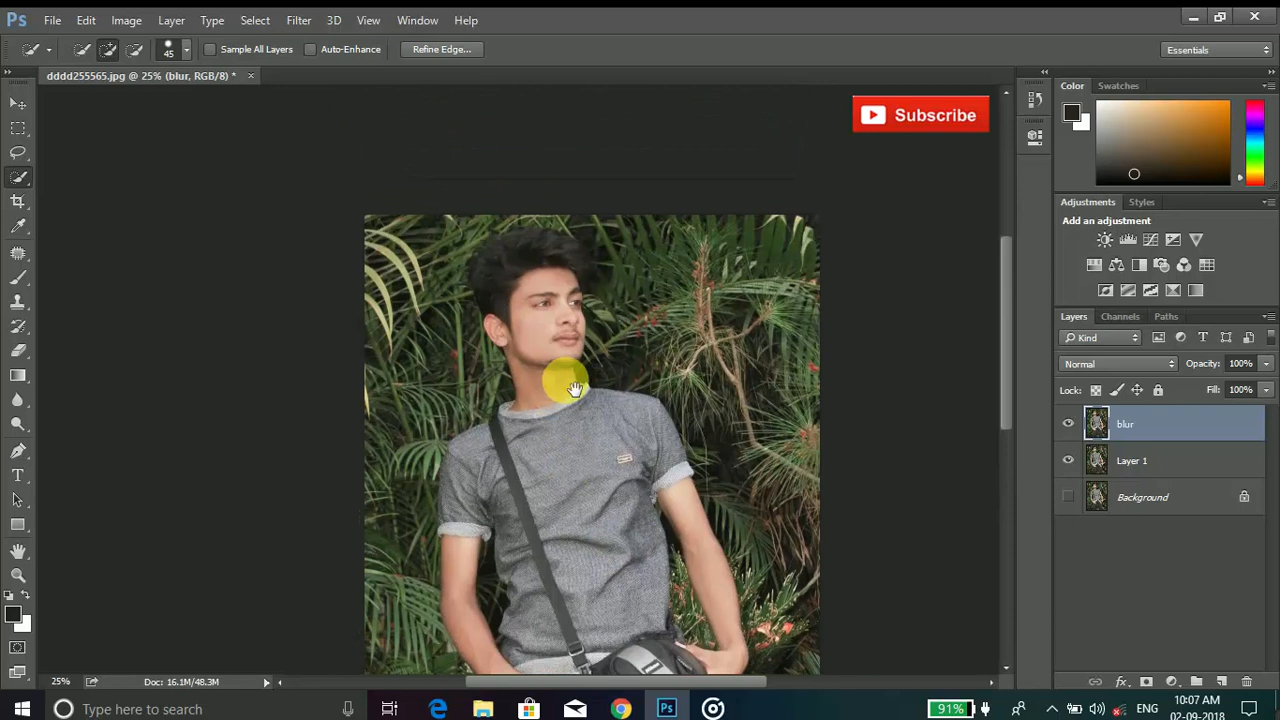 Ps File Edit Image Layer Type Select Filter 3D View Window Help
45 Sample All Layers Auto-Enhance Refine Edge... Essentials
dddd255565.jpg @ 25% (blur, RGB/8) * ×
Subscribe
Color Swatches
Adjustments Styles
Add an adjustment
Layers Channels Paths
Kind
Normal Opacity: 100%
Lock: Fill: 100%
blur
Layer 1
Background
25% Doc: 16.1M/48.3M
fx
Type here to search 91% ENG 10:07 AM
02-09-2018